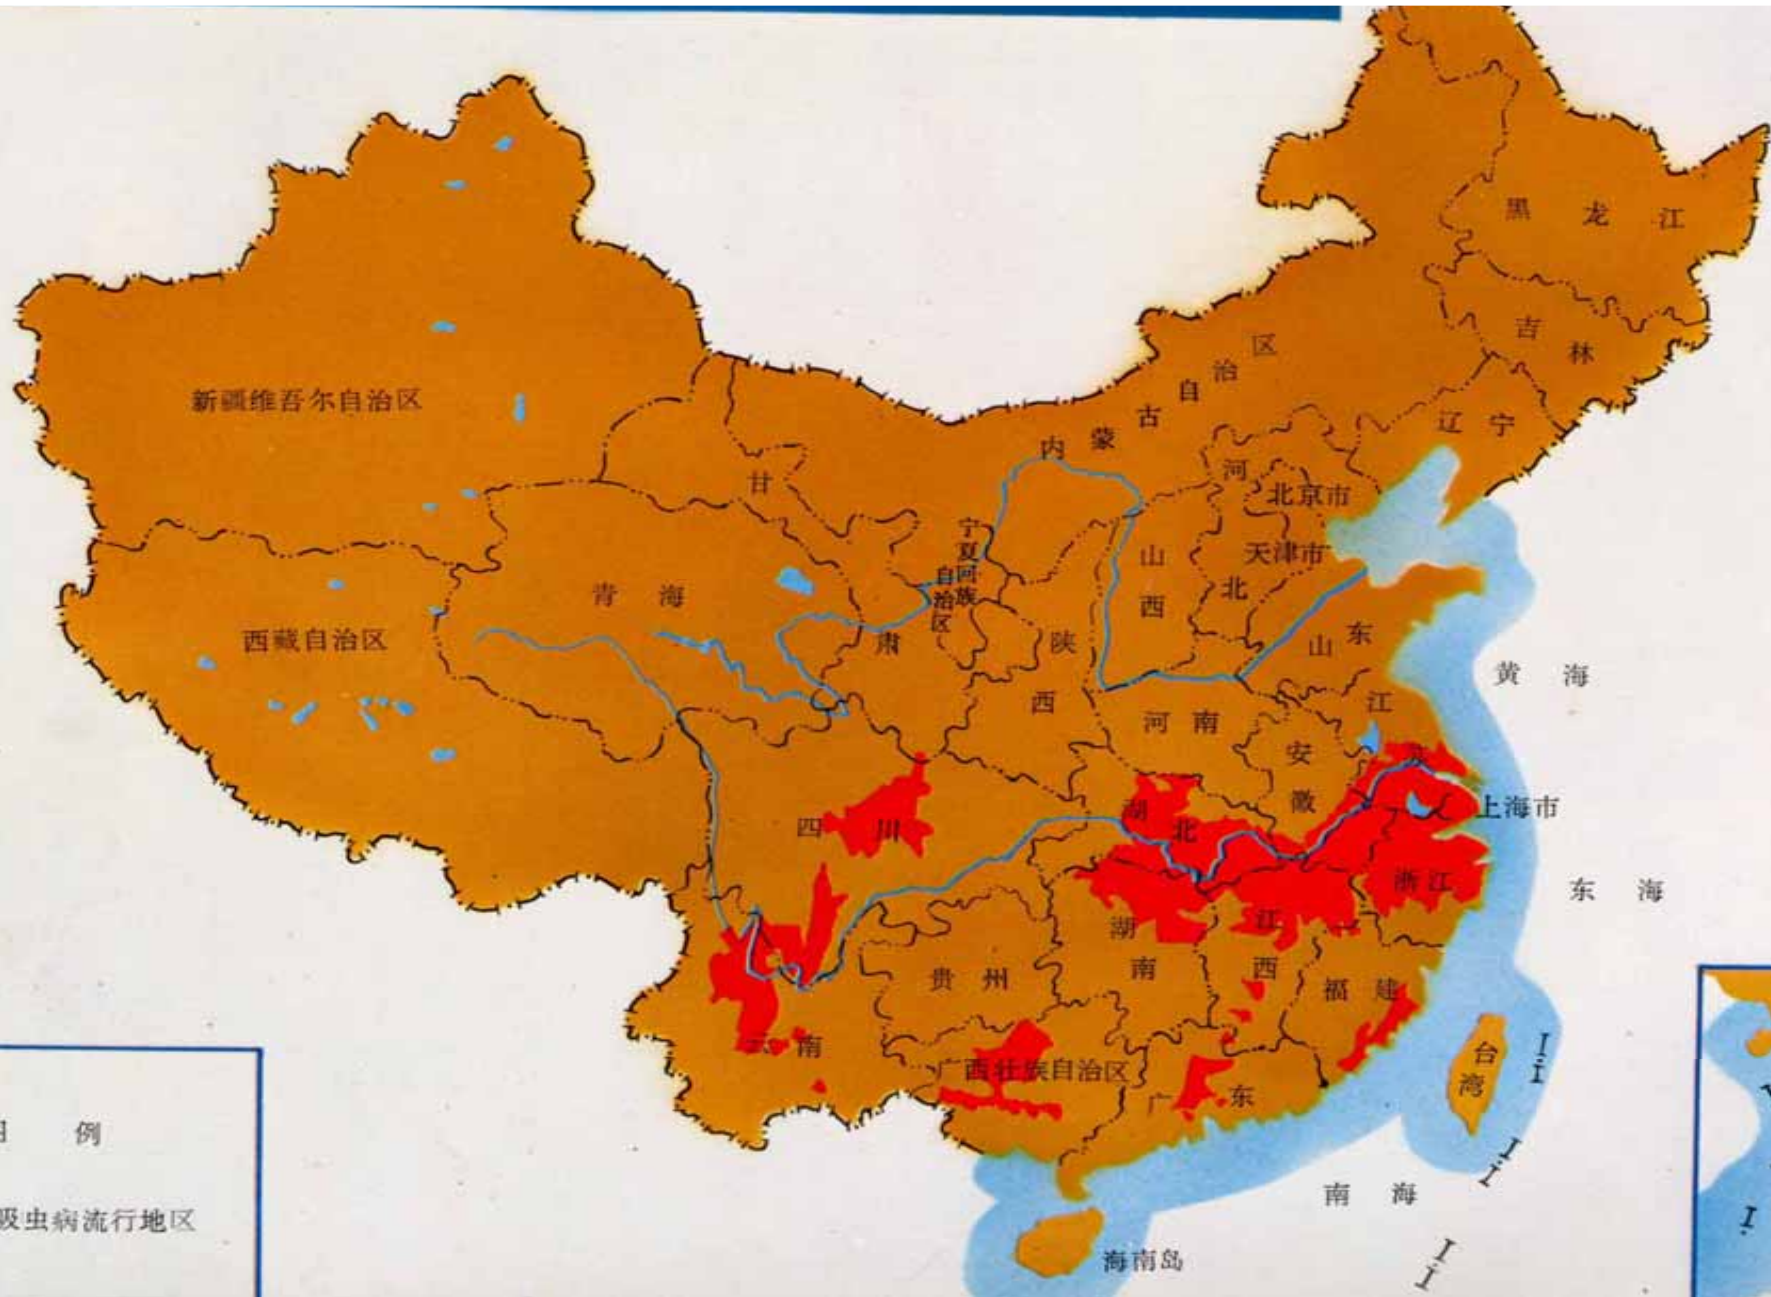 黑龙江
吉林
辽宁
内蒙古自治区
新疆维吾尔自治区
甘肃
河北
北京市
天津市
宁夏回族
自治区
山西
青海
西藏自治区
陕西
山东
黄海
河南
江
安徽
上海市
四川
湖北
浙江
东海
湖南
江西
贵州
福建
云南
台湾
广西壮族自治区
广东
例
吸虫病流行地区
南海
海南岛